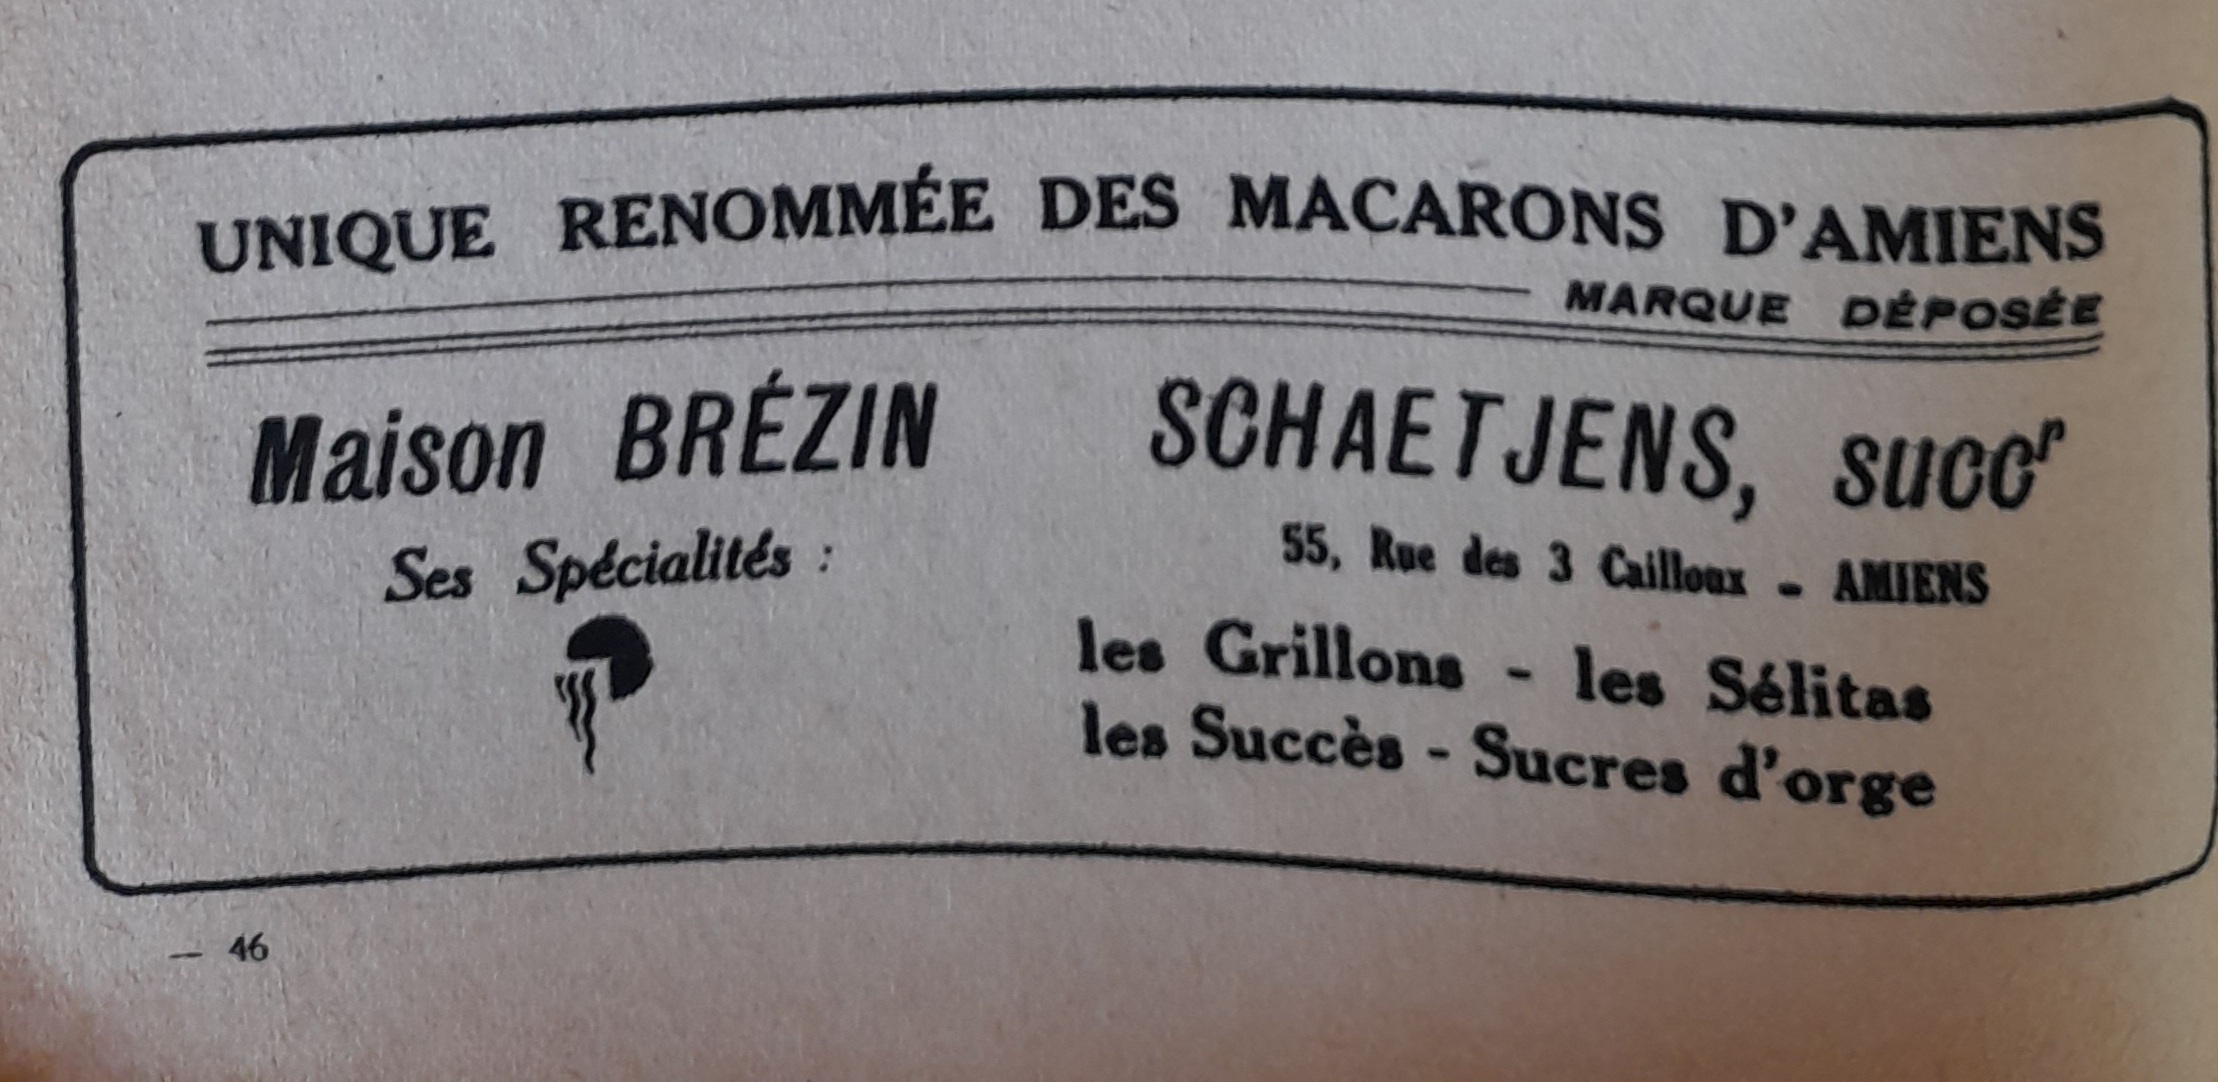 UNIQUE RENOMMÉE DES MACARONS D'AMIENS
MARQUE DÉPOSÉE
Maison BRÉZIN SCHAETJENS, succr
Ses Spécialités :
55, Rue des 3 Cailloux - AMIENS
les Grillons - les Sélitas
les Succès - Sucres d'orge
— 46